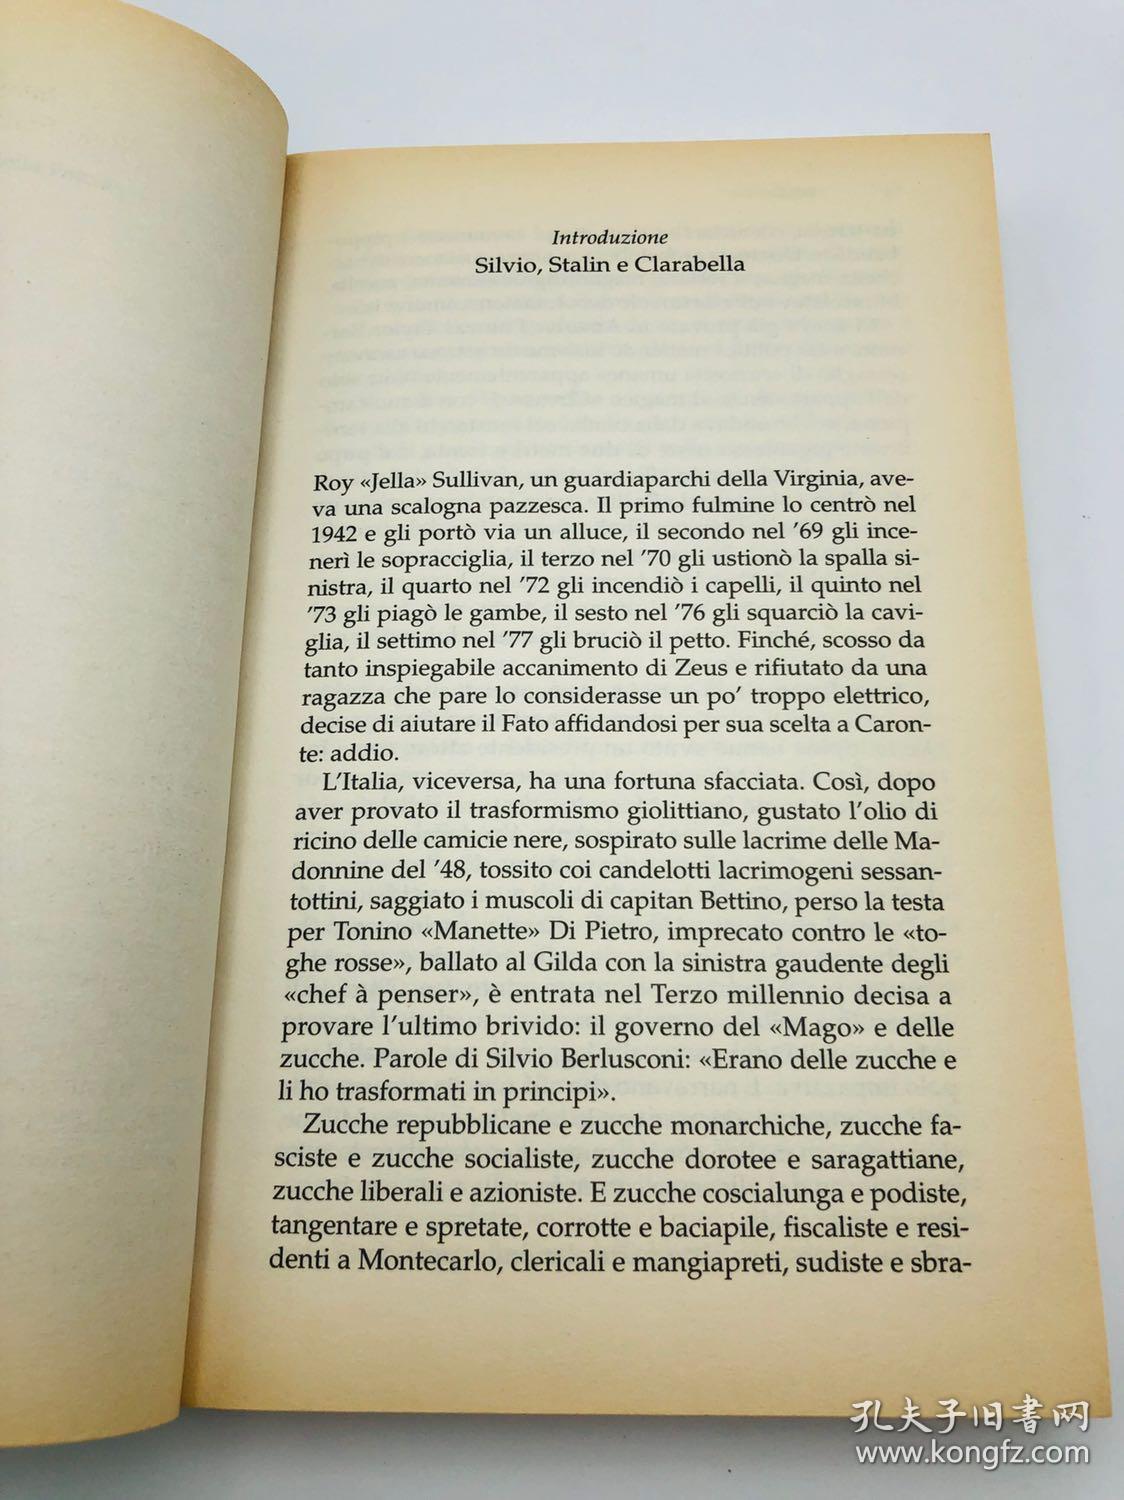 Introduzione
Silvio, Stalin e Clarabella
Roy «Jella» Sullivan, un guardiaparchi della Virginia, ave-
va una scalogna pazzesca. Il primo fulmine lo centrò nel
1942 e gli portò via un alluce, il secondo nel ’69 gli ince-
nerì le sopracciglia, il terzo nel ’70 gli ustionò la spalla si-
nistra, il quarto nel ’72 gli incendiò i capelli, il quinto nel
’73 gli piagò le gambe, il sesto nel ’76 gli squarciò la cavi-
glia, il settimo nel ’77 gli bruciò il petto. Finché, scosso da
tanto inspiegabile accanimento di Zeus e rifiutato da una
ragazza che pare lo considerasse un po’ troppo elettrico,
decise di aiutare il Fato affidandosi per sua scelta a Caron-
te: addio.
L’Italia, viceversa, ha una fortuna sfacciata. Così, dopo
aver provato il trasformismo giolittiano, gustato l’olio di
ricino delle camicie nere, sospirato sulle lacrime delle Ma-
donnine del ’48, tossito coi candelotti lacrimogeni sessan-
tottini, saggiato i muscoli di capitan Bettino, perso la testa
per Tonino «Manette» Di Pietro, imprecato contro le «to-
ghe rosse», ballato al Gilda con la sinistra gaudente degli
«chef à penser», è entrata nel Terzo millennio decisa a
provare l’ultimo brivido: il governo del «Mago» e delle
zucche. Parole di Silvio Berlusconi: «Erano delle zucche e
li ho trasformati in principi».
Zucche repubblicane e zucche monarchiche, zucche fa-
sciste e zucche socialiste, zucche dorotee e saragattiane,
zucche liberali e azioniste. E zucche coscialunga e podiste,
tangentare e spretate, corrotte e baciapile, fiscaliste e resi-
denti a Montecarlo, clericali e mangiapreti, sudiste e sbra-
孔夫子旧书网
www.kongfz.com